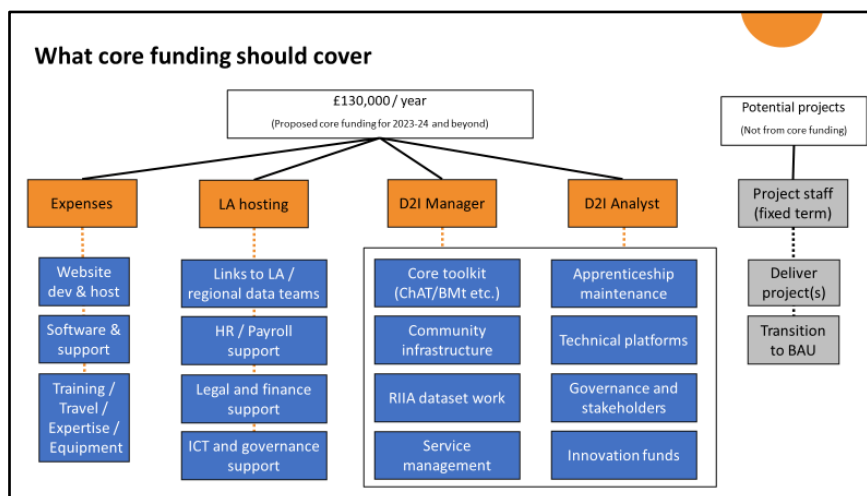 What core funding should cover
£130,000 / year
(Proposed core funding for 2023-24 and beyond)
Potential projects
(Not from core funding)
Expenses
LA hosting
D2I Manager
D2I Analyst
Project staff
(fixed term)
Website
dev & host
Links to LA /
regional data teams
Core toolkit
(ChAT/BMt etc.)
Apprenticeship
maintenance
Deliver
project(s)
Software &
support
HR / Payroll
support
Community
infrastructure
Technical platforms
Transition
to BAU
Training /
Travel /
Expertise /
Equipment
Legal and finance
support
RIIA dataset work
Governance and
stakeholders
ICT and governance
support
Service
management
Innovation funds